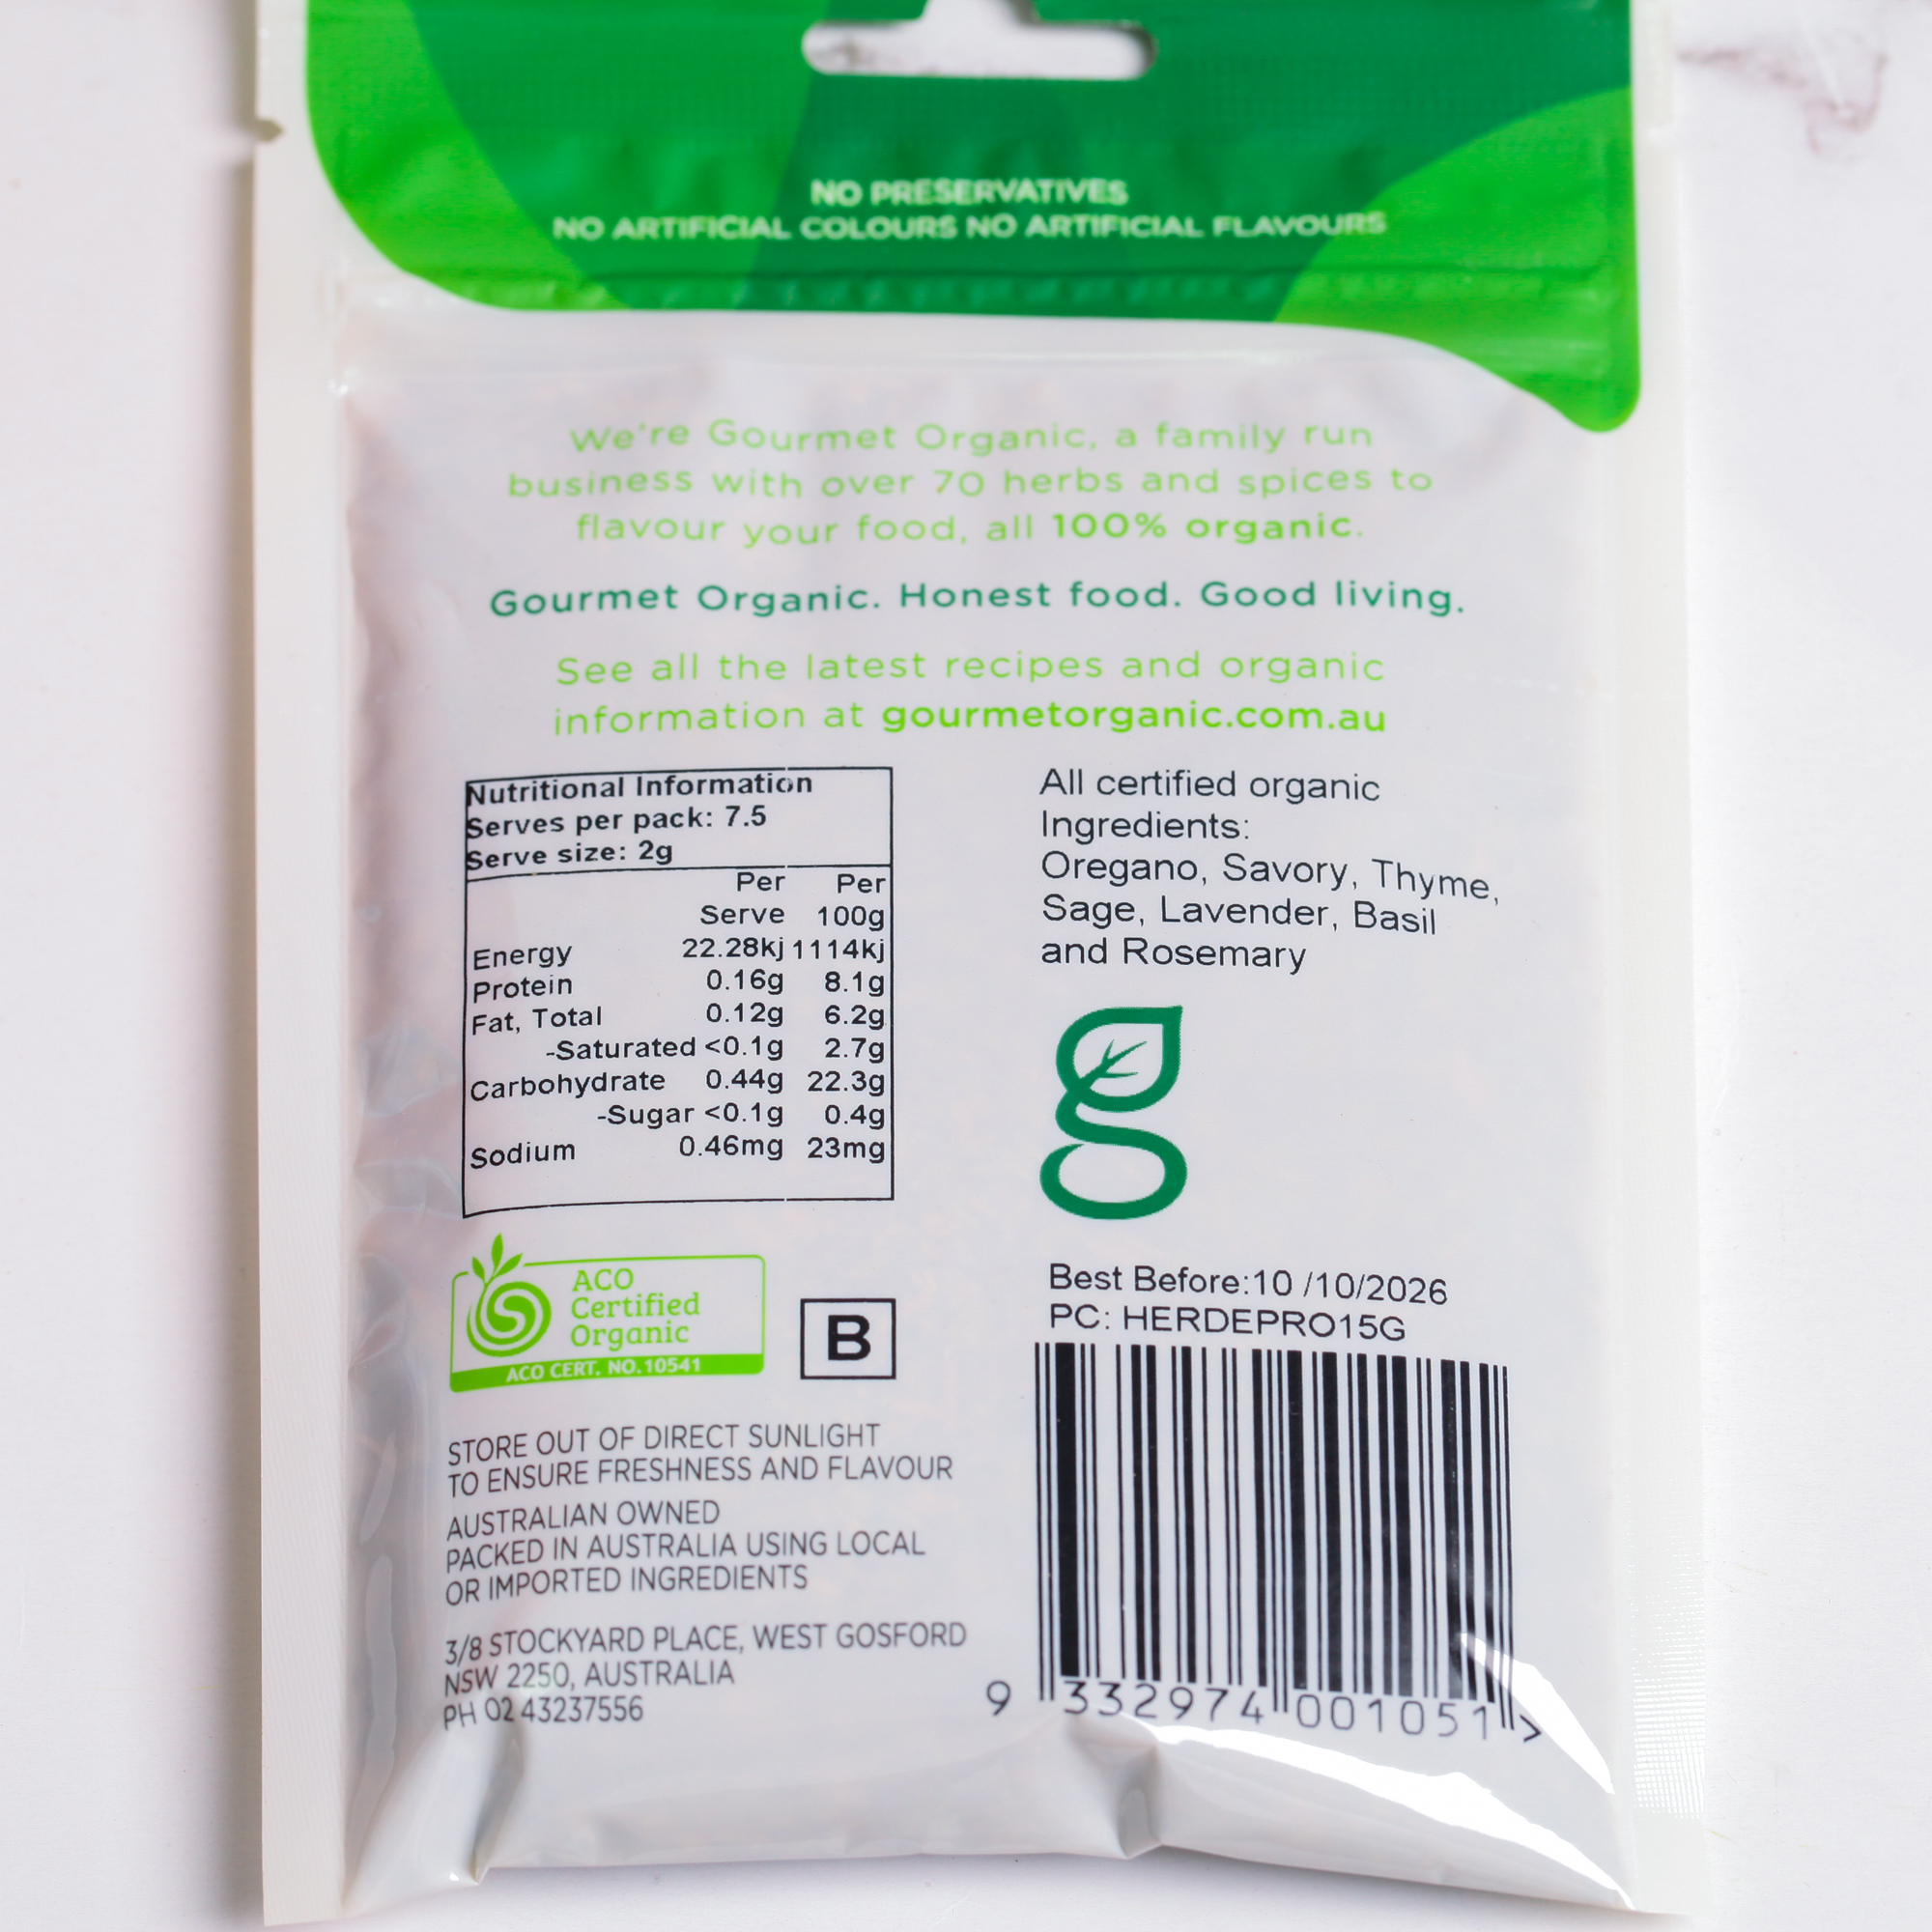 NO PRESERVATIVES
NO ARTIFICIAL COLOURS NO ARTIFICIAL FLAVOURS
We're Gourmet Organic, a family run
business with over 70 herbs and spices to
flavour your food, all 100% organic.
Gourmet Organic. Honest food. Good living.
See all the latest recipes and organic
information at gourmetorganic.com.au
Nutritional Information
Serves per pack: 7.5
Serve size: 2g
Per Per
Serve 100g
Energy 22.28kj 1114kj
Protein 0.16g 8.1g
Fat, Total 0.12g 6.2g
-Saturated <0.1g 2.7g
Carbohydrate 0.44g 22.3g
-Sugar <0.1g 0.4g
Sodium 0.46mg 23mg
All certified organic
Ingredients:
Oregano, Savory, Thyme,
Sage, Lavender, Basil
and Rosemary
g
ACO
Certified
Organic
ACO CERT. NO. 10541
B
Best Before:10 /10/2026
PC: HERDEPRO15G
STORE OUT OF DIRECT SUNLIGHT
TO ENSURE FRESHNESS AND FLAVOUR
AUSTRALIAN OWNED
PACKED IN AUSTRALIA USING LOCAL
OR IMPORTED INGREDIENTS
3/8 STOCKYARD PLACE, WEST GOSFORD
NSW 2250, AUSTRALIA
PH 02 43237556
9 332974 001051 >